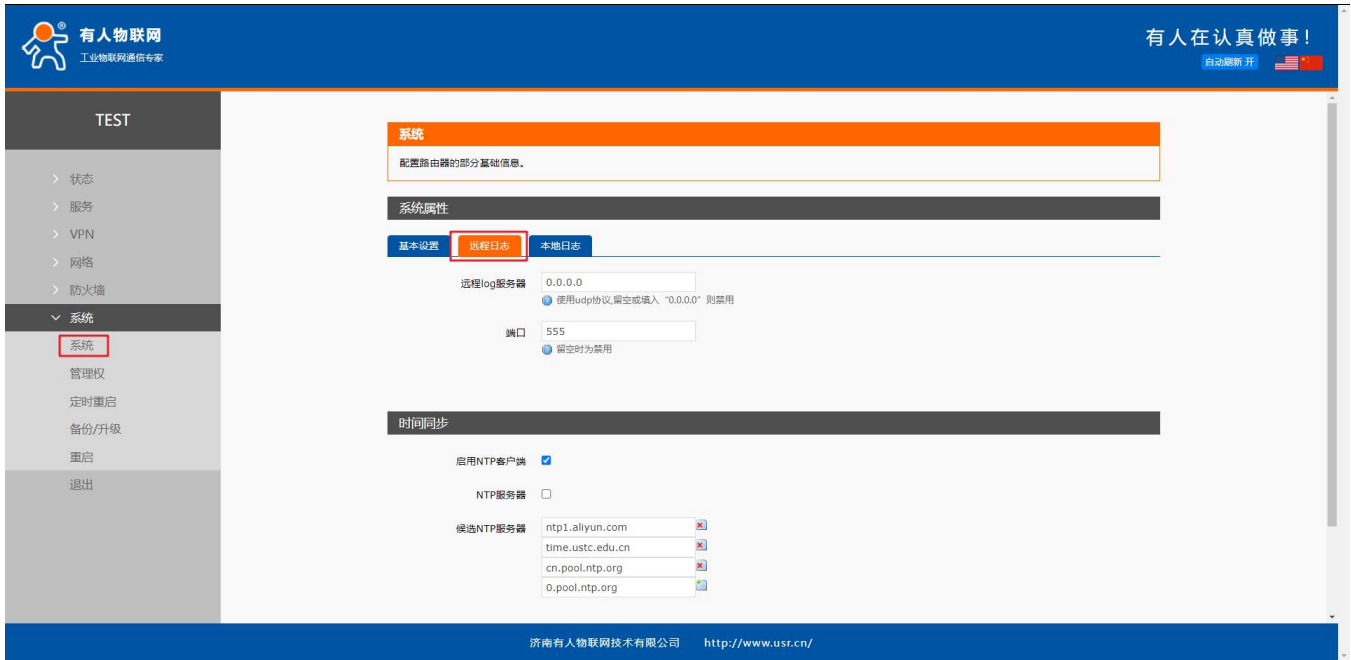 有人物联网
工业物联网通信专家
有人在认真做事!
自动刷新 开
TEST
状态
服务
VPN
网络
防火墙
系统
系统
管理权
定时重启
备份/升级
重启
退出
系统
配置路由器的部分基础信息。
系统属性
基本设置 远程日志 本地日志
远程log服务器 0.0.0.0
使用udp协议,留空或填入“0.0.0.0”则禁用
端口 555
留空时为禁用
时间同步
启用NTP客户端
NTP服务器
候选NTP服务器 ntp1.aliyun.com
time.ustc.edu.cn
cn.pool.ntp.org
0.pool.ntp.org
济南有人物联网技术有限公司 http://www.usr.cn/